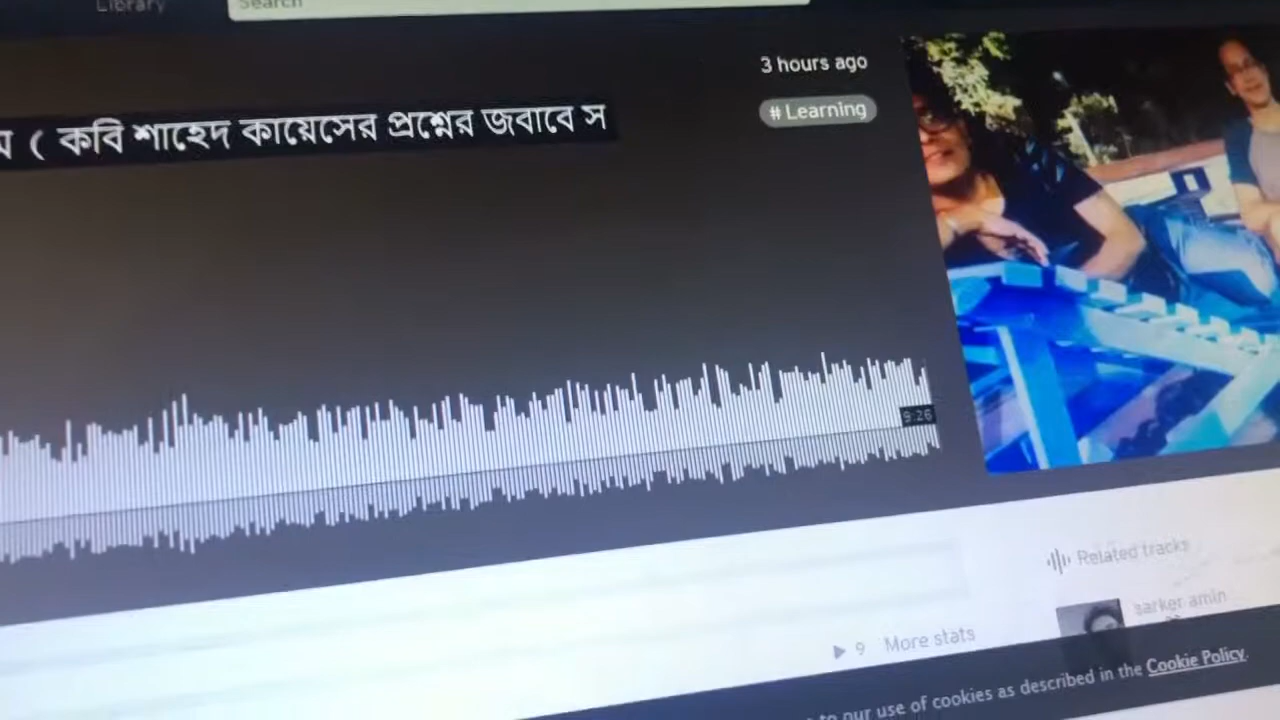 Library
Search
3 hours ago
# Learning
( কবি শাহেদ কায়েসের প্রশ্নের জবাবে স
9:26
Related tracks
sarker amin
9 More stats
to our use of cookies as described in the Cookie Policy.